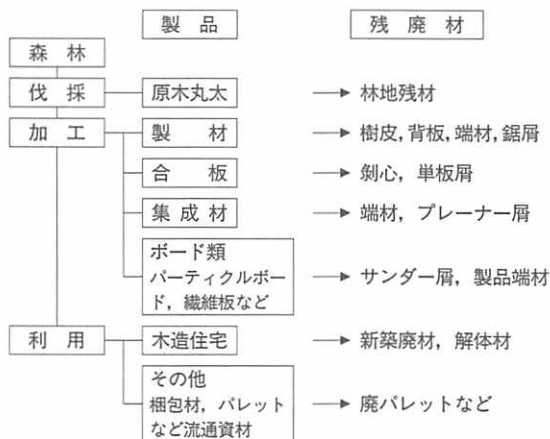 製品 残廃材
森林
伐採 原木丸太 → 林地残材
加工 製材 → 樹皮，背板，端材，鋸屑
合板 → 剝心，単板屑
集成材 → 端材，プレーナー屑
ボード類
パーティクルボー
ド，繊維板など → サンダー屑，製品端材
利用 木造住宅 → 新築廃材，解体材
その他
梱包材，パレット → 廃パレットなど
など流通資材